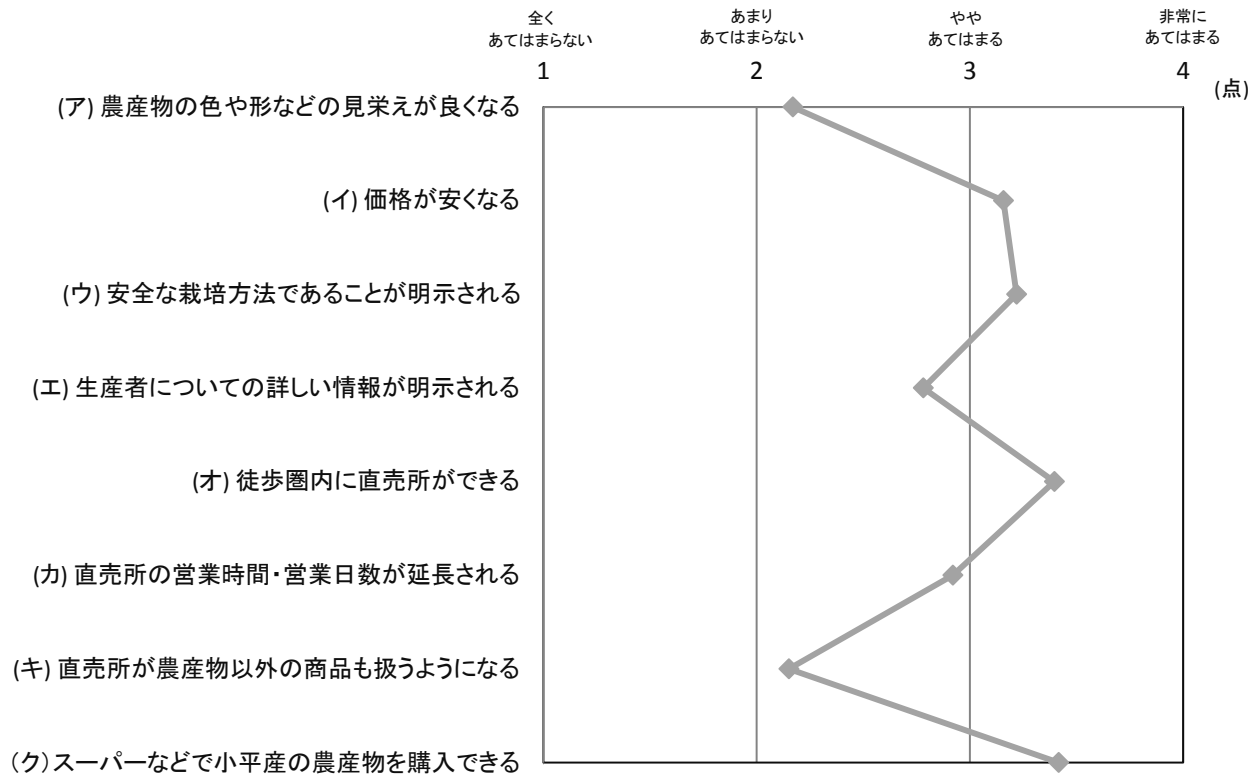 全く
あてはまらない
あまり
あてはまらない
やや
あてはまる
非常に
あてはまる
1
2
3
4
(点)
(ア) 農産物の色や形などの見栄えが良くなる
(イ) 価格が安くなる
(ウ) 安全な栽培方法であることが明示される
(エ) 生産者についての詳しい情報が明示される
(オ) 徒歩圏内に直売所ができる
(カ) 直売所の営業時間・営業日数が延長される
(キ) 直売所が農産物以外の商品も扱うようになる
(ク)スーパーなどで小平産の農産物を購入できる